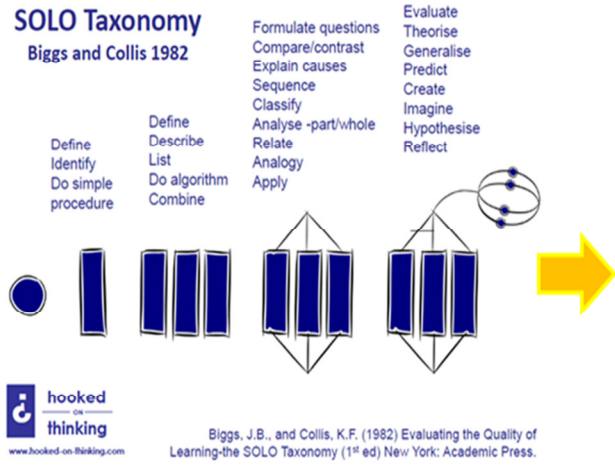 SOLO Taxonomy
Biggs and Collis 1982
Define
Identify
Do simple
procedure
Define
Describe
List
Do algorithm
Combine
Formulate questions
Compare/contrast
Explain causes
Sequence
Classify
Analyse -part/whole
Relate
Analogy
Apply
Evaluate
Theorise
Generalise
Predict
Create
Imagine
Hypothesise
Reflect
hooked
ON
thinking
www.hooked-on-thinking.com
Biggs, J.B., and Collis, K.F. (1982) Evaluating the Quality of
Learning-the SOLO Taxonomy (1st ed) New York: Academic Press.